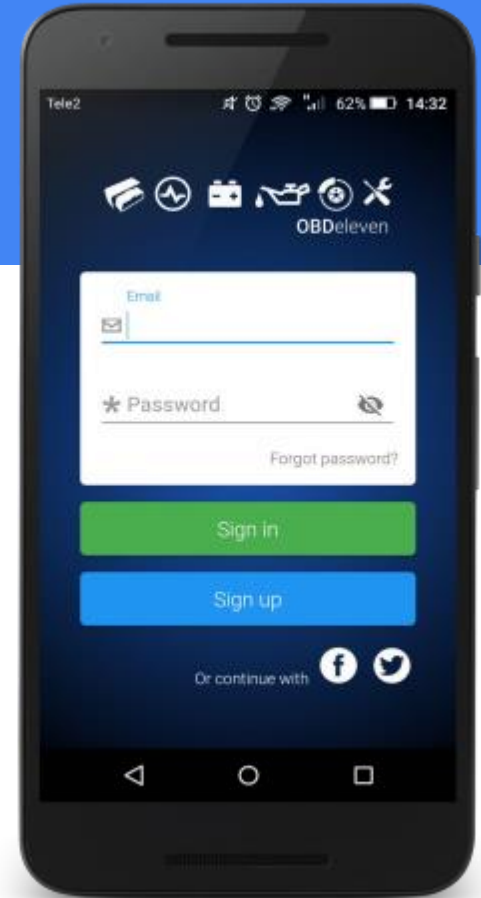 Tele2 62% 14:32
OBDeleven
Email
* Password
Forgot password?
Sign in
Sign up
Or continue with f